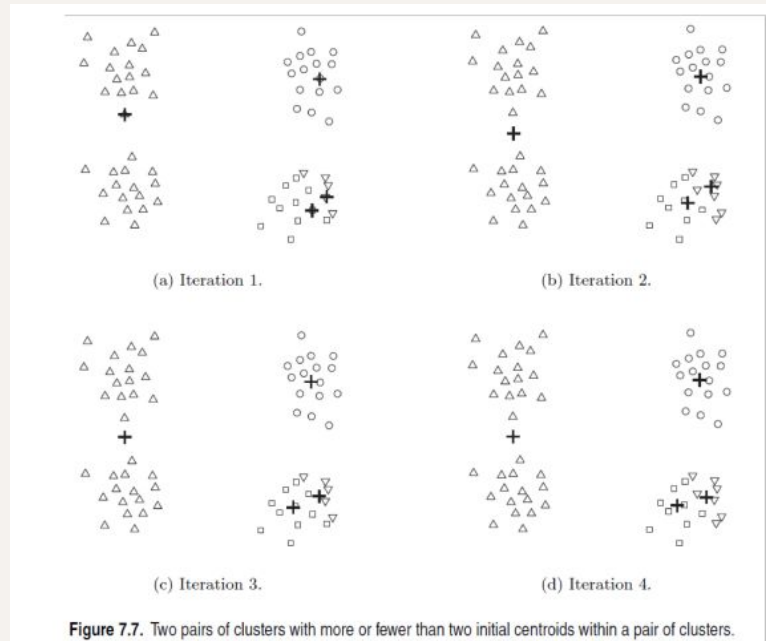 (a) Iteration 1.
(b) Iteration 2.
(c) Iteration 3.
(d) Iteration 4.
Figure 7.7. Two pairs of clusters with more or fewer than two initial centroids within a pair of clusters.